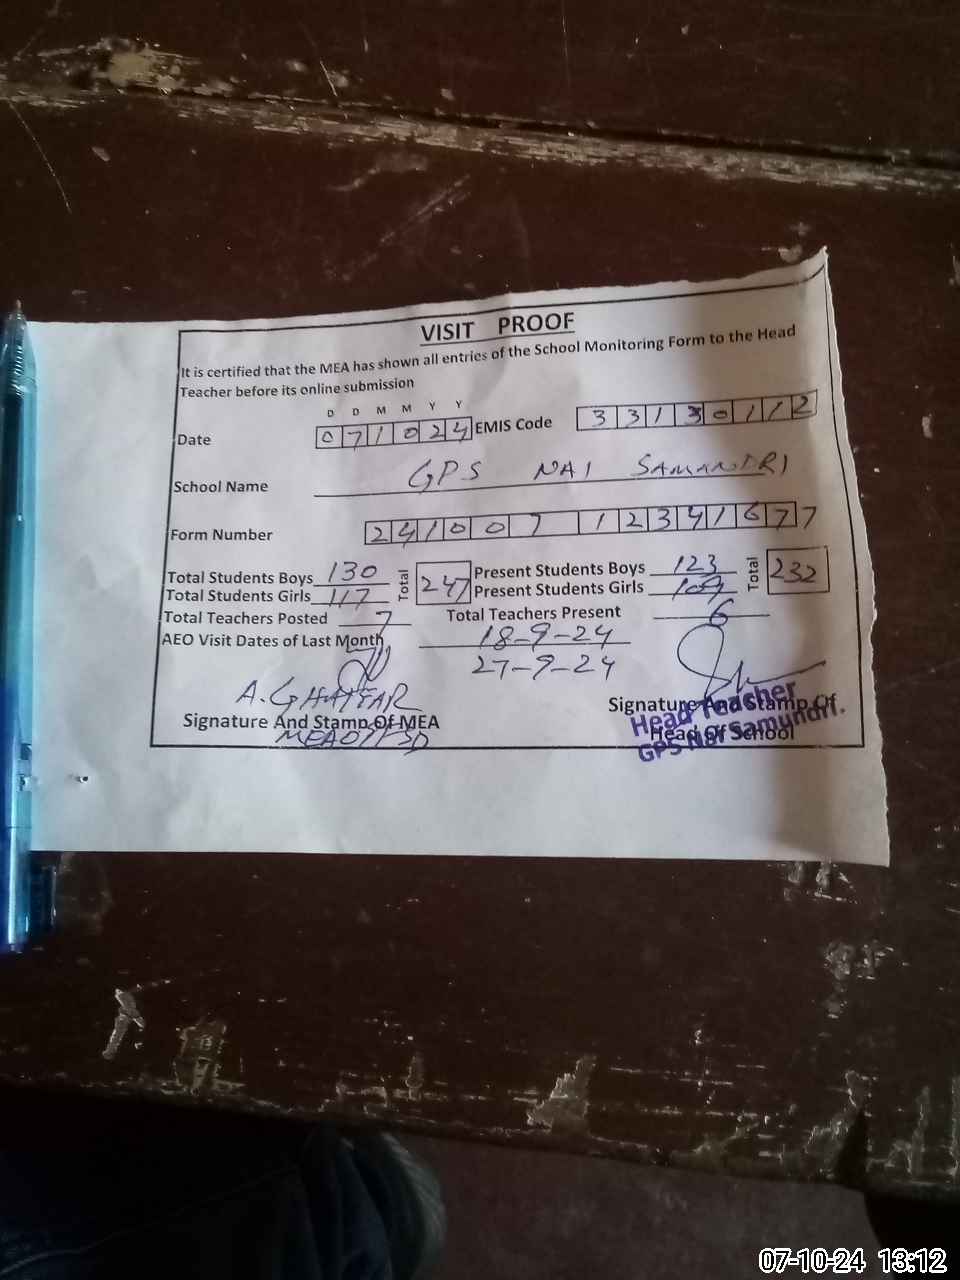 VISIT PROOF
It is certified that the MEA has shown all entries of the School Monitoring Form to the Head
Teacher before its online submission
D D M M Y Y
Date 071024 EMIS Code 33130112
School Name GPS NAI SAMANDRI
Form Number 241007 12341677
Total Students Boys 130 Total 247 Present Students Boys 123 Total 232
Total Students Girls 117 Present Students Girls 109
Total Teachers Posted 7 Total Teachers Present 6
AEO Visit Dates of Last Month 18-9-24
27-9-24
A. GHAFFAR
Signature And Stamp Of MEA Signature And Stamp Of
Head Of School
Head Teacher
GPS Nai Samundri.
07-10-24 13:12